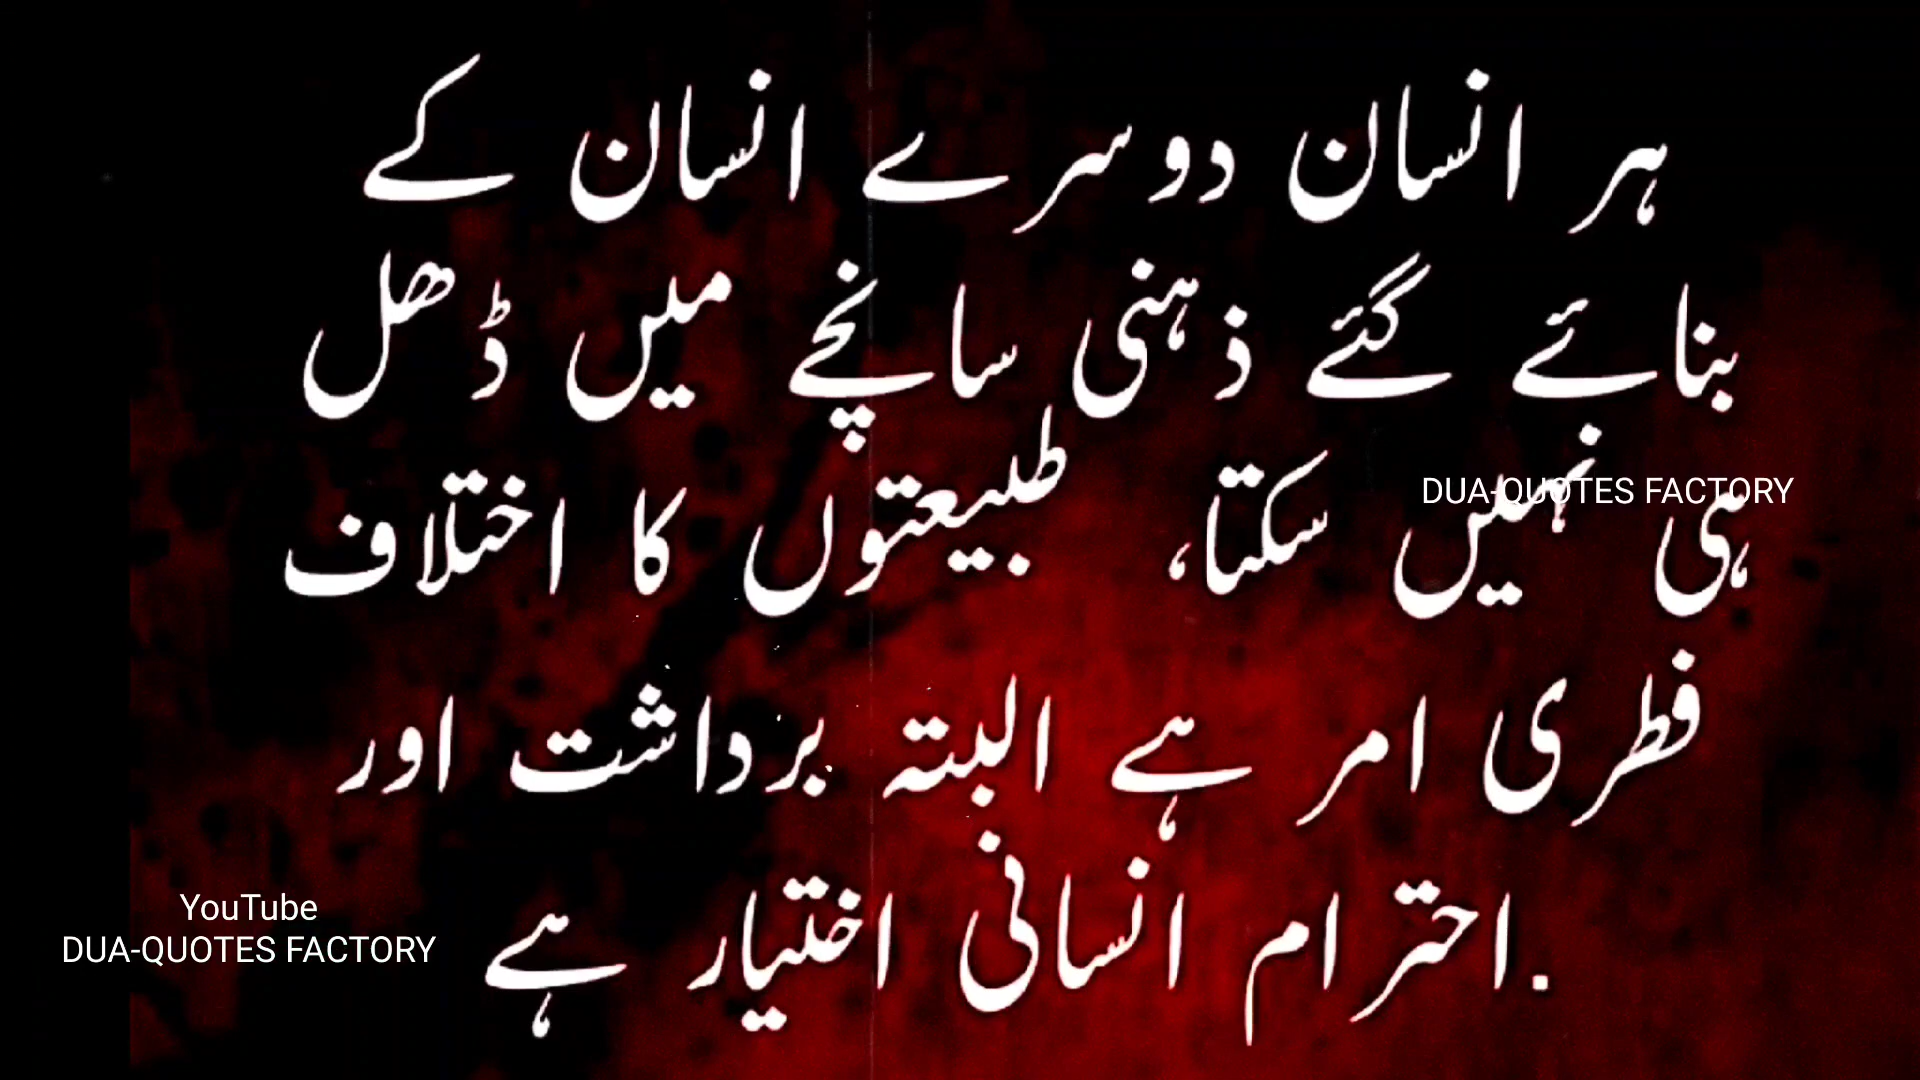 ہر انسان دوسرے انسان کے
بنائے گئے ذہنی سانچے میں ڈھل
ہی نہیں سکتا، طبیعتوں کا اختلاف
DUA-QUOTES FACTORY
فطری امر ہے البتہ برداشت اور
احترام انسانی اختیار ہے.
YouTube
DUA-QUOTES FACTORY